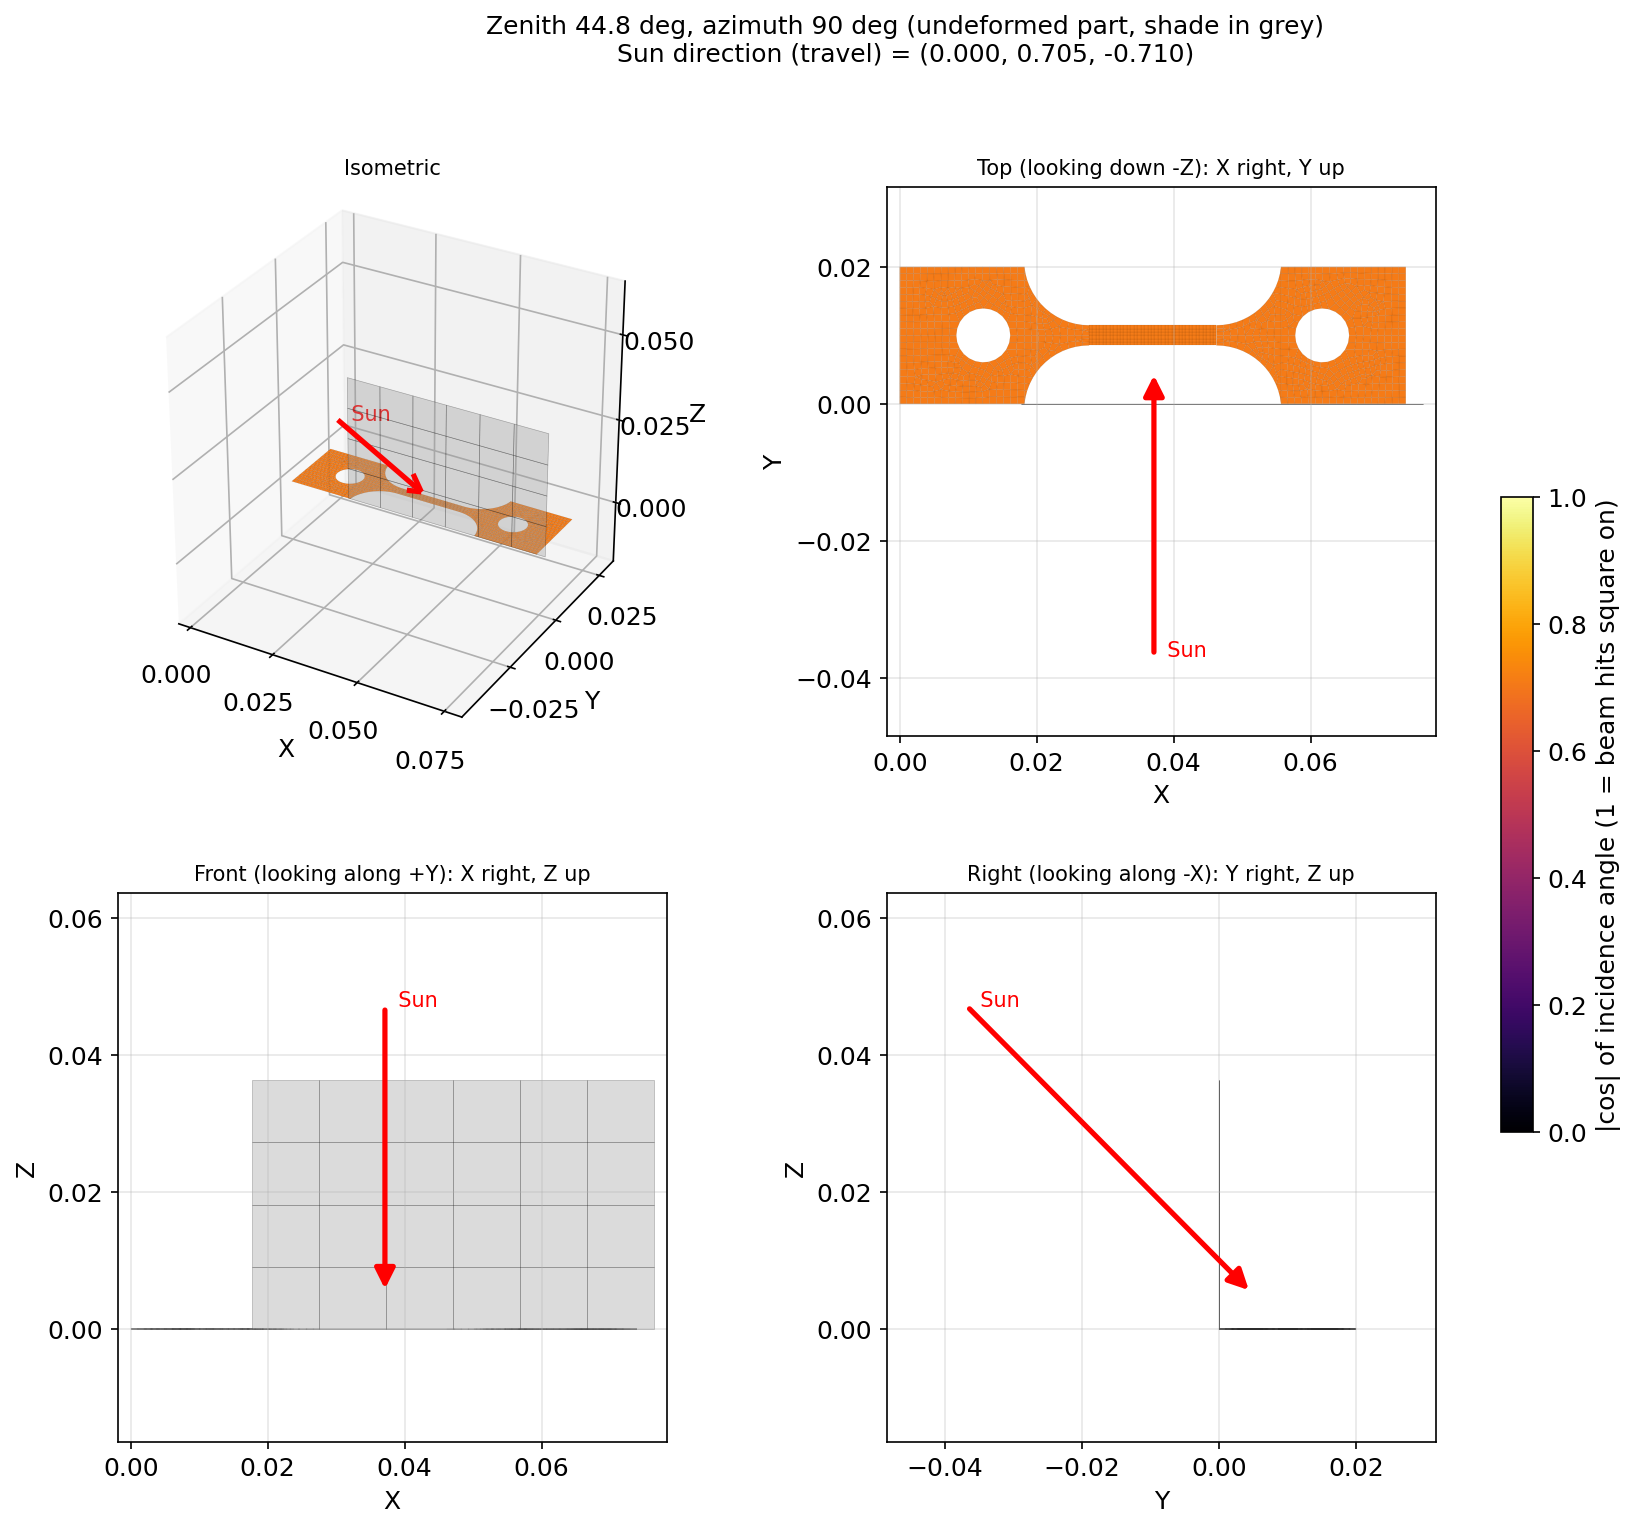 Zenith 44.8 deg, azimuth 90 deg (undeformed part, shade in grey)
Sun direction (travel) = (0.000, 0.705, -0.710)
Isometric
Sun
0.050
0.025
0.000
Z
0.025
0.000
−0.025
Y
0.000
0.025
0.050
0.075
X
Top (looking down -Z): X right, Y up
0.02
0.00
−0.02
−0.04
Y
Sun
0.00
0.02
0.04
0.06
X
Front (looking along +Y): X right, Z up
0.06
0.04
0.02
0.00
Z
Sun
0.00
0.02
0.04
0.06
X
Right (looking along -X): Y right, Z up
0.06
0.04
0.02
0.00
Z
Sun
−0.04
−0.02
0.00
0.02
Y
1.0
0.8
0.6
0.4
0.2
0.0
|cos| of incidence angle (1 = beam hits square on)